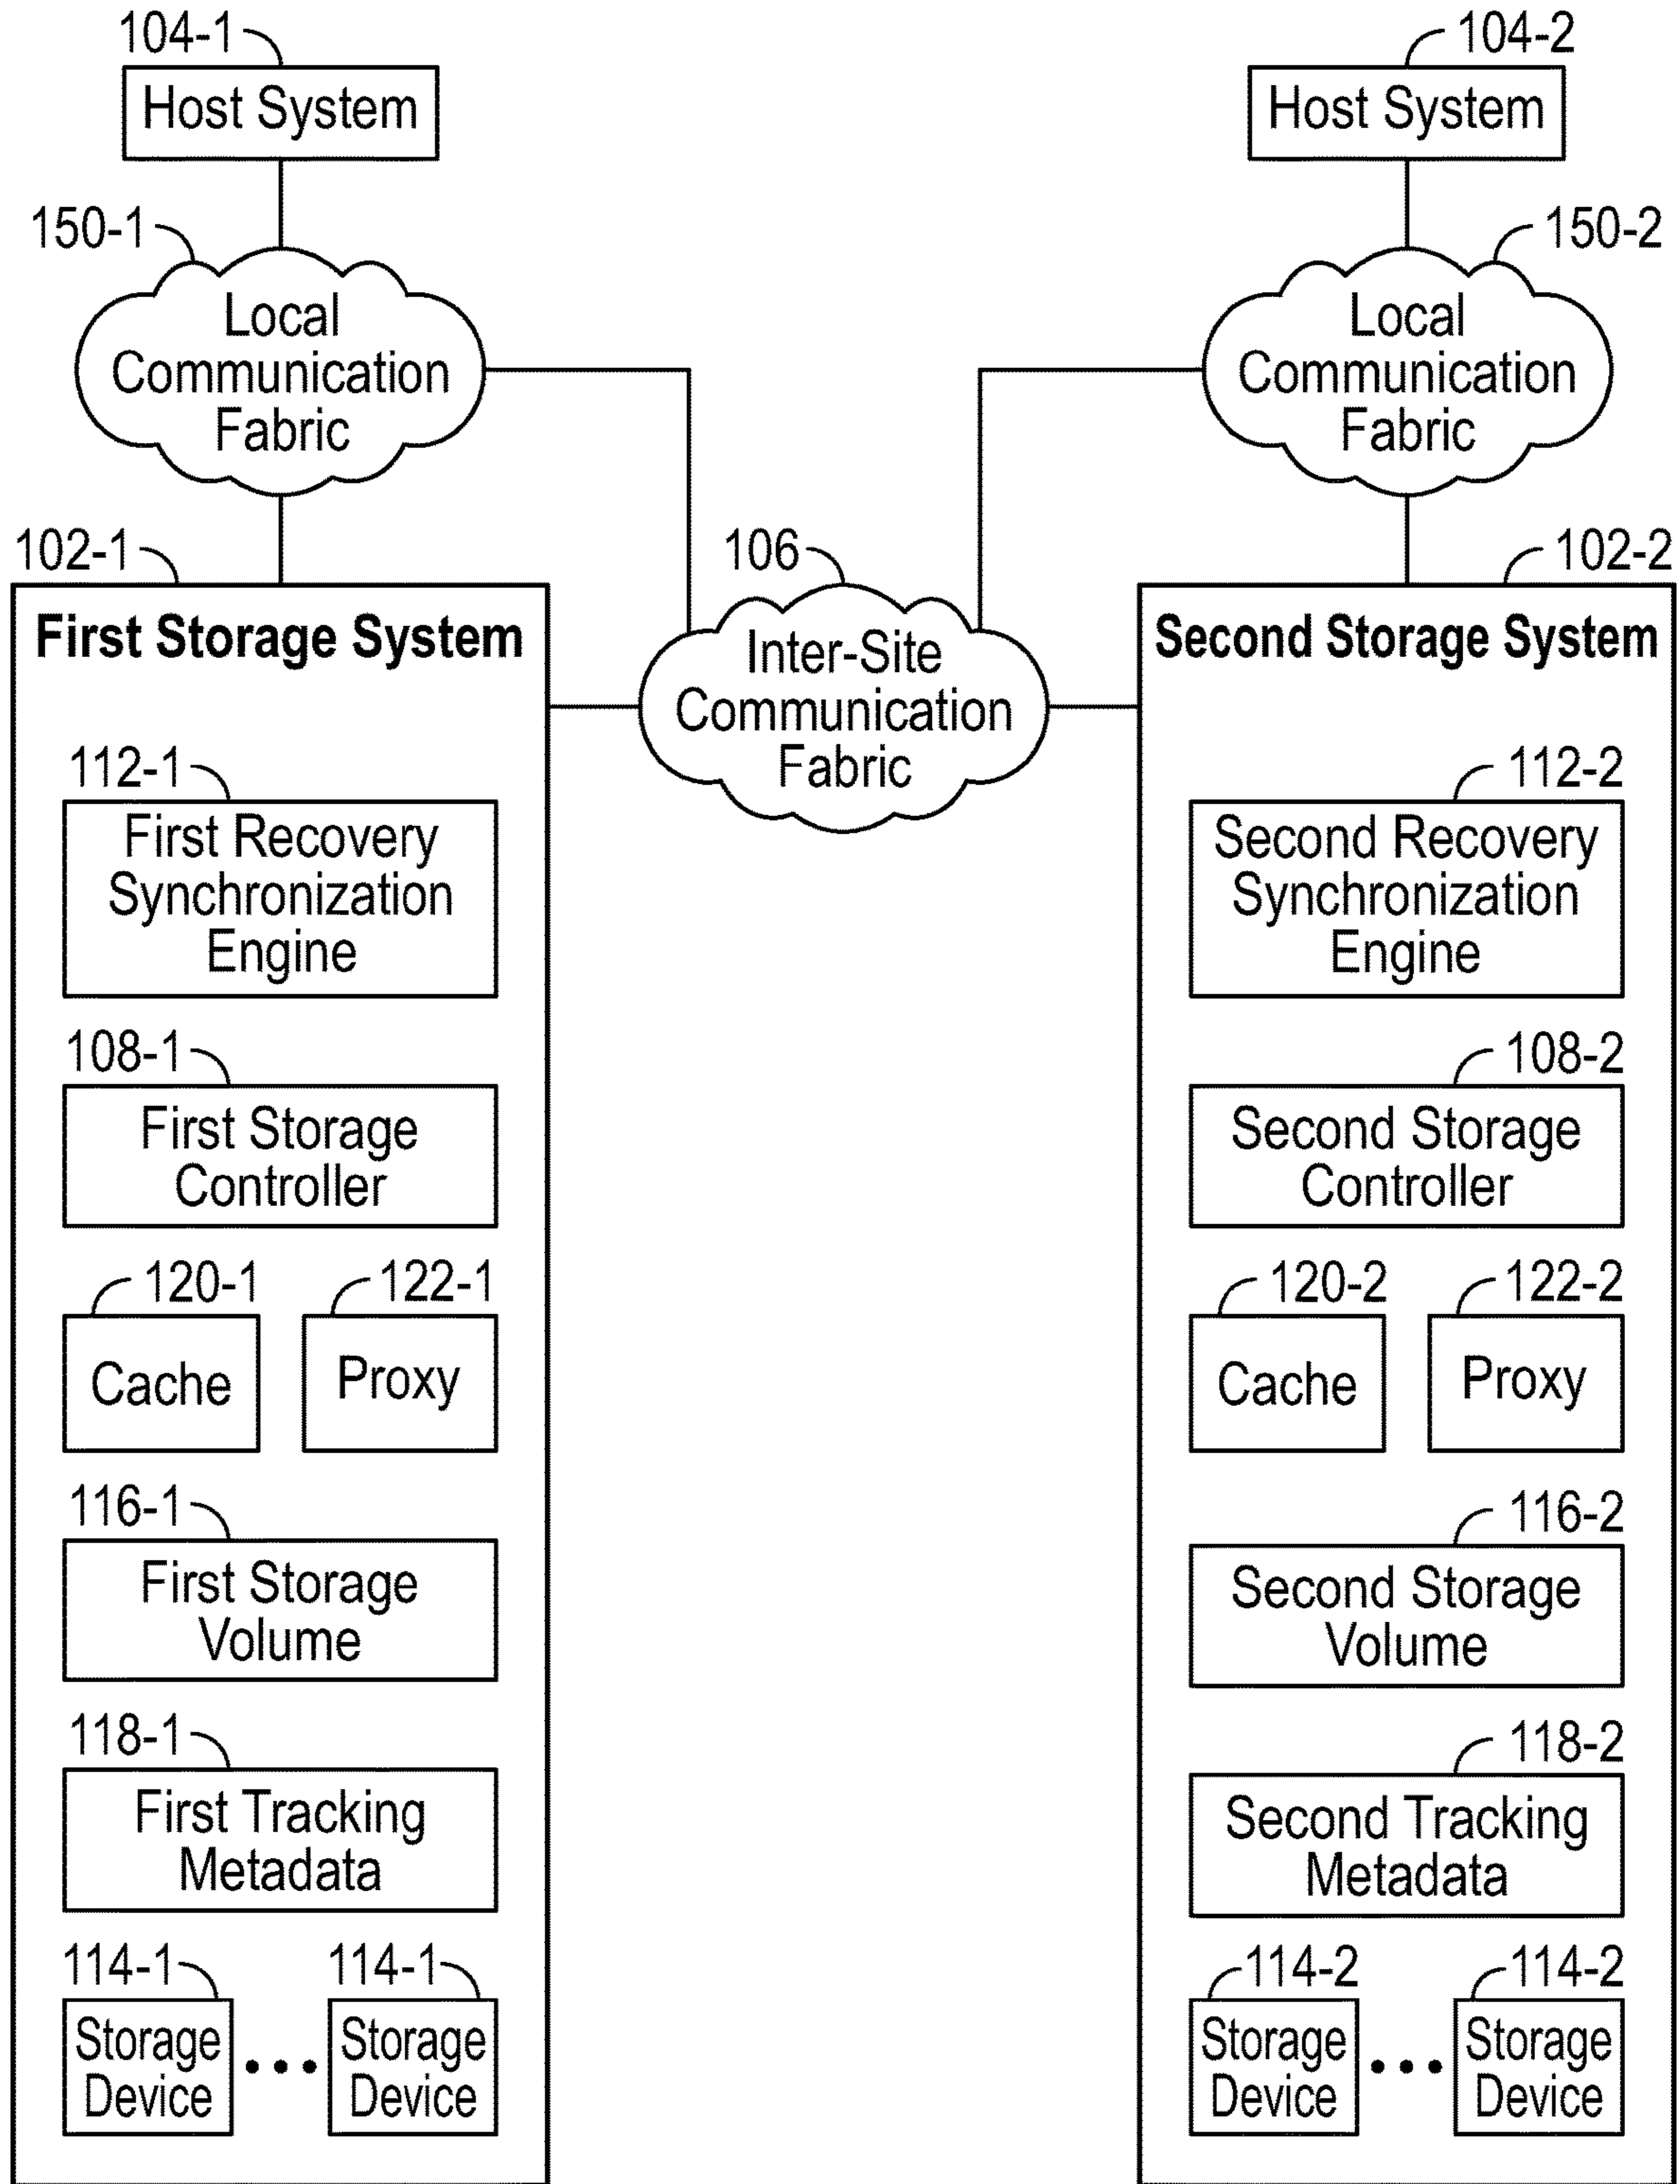 104-1
Host System
150-1
Local
Communication
Fabric
104-2
Host System
150-2
Local
Communication
Fabric
106
Inter-Site
Communication
Fabric
102-1
First Storage System
112-1
First Recovery
Synchronization
Engine
108-1
First Storage
Controller
120-1
Cache
122-1
Proxy
116-1
First Storage
Volume
118-1
First Tracking
Metadata
114-1
Storage
Device
114-1
Storage
Device
102-2
Second Storage System
112-2
Second Recovery
Synchronization
Engine
108-2
Second Storage
Controller
120-2
Cache
122-2
Proxy
116-2
Second Storage
Volume
118-2
Second Tracking
Metadata
114-2
Storage
Device
114-2
Storage
Device